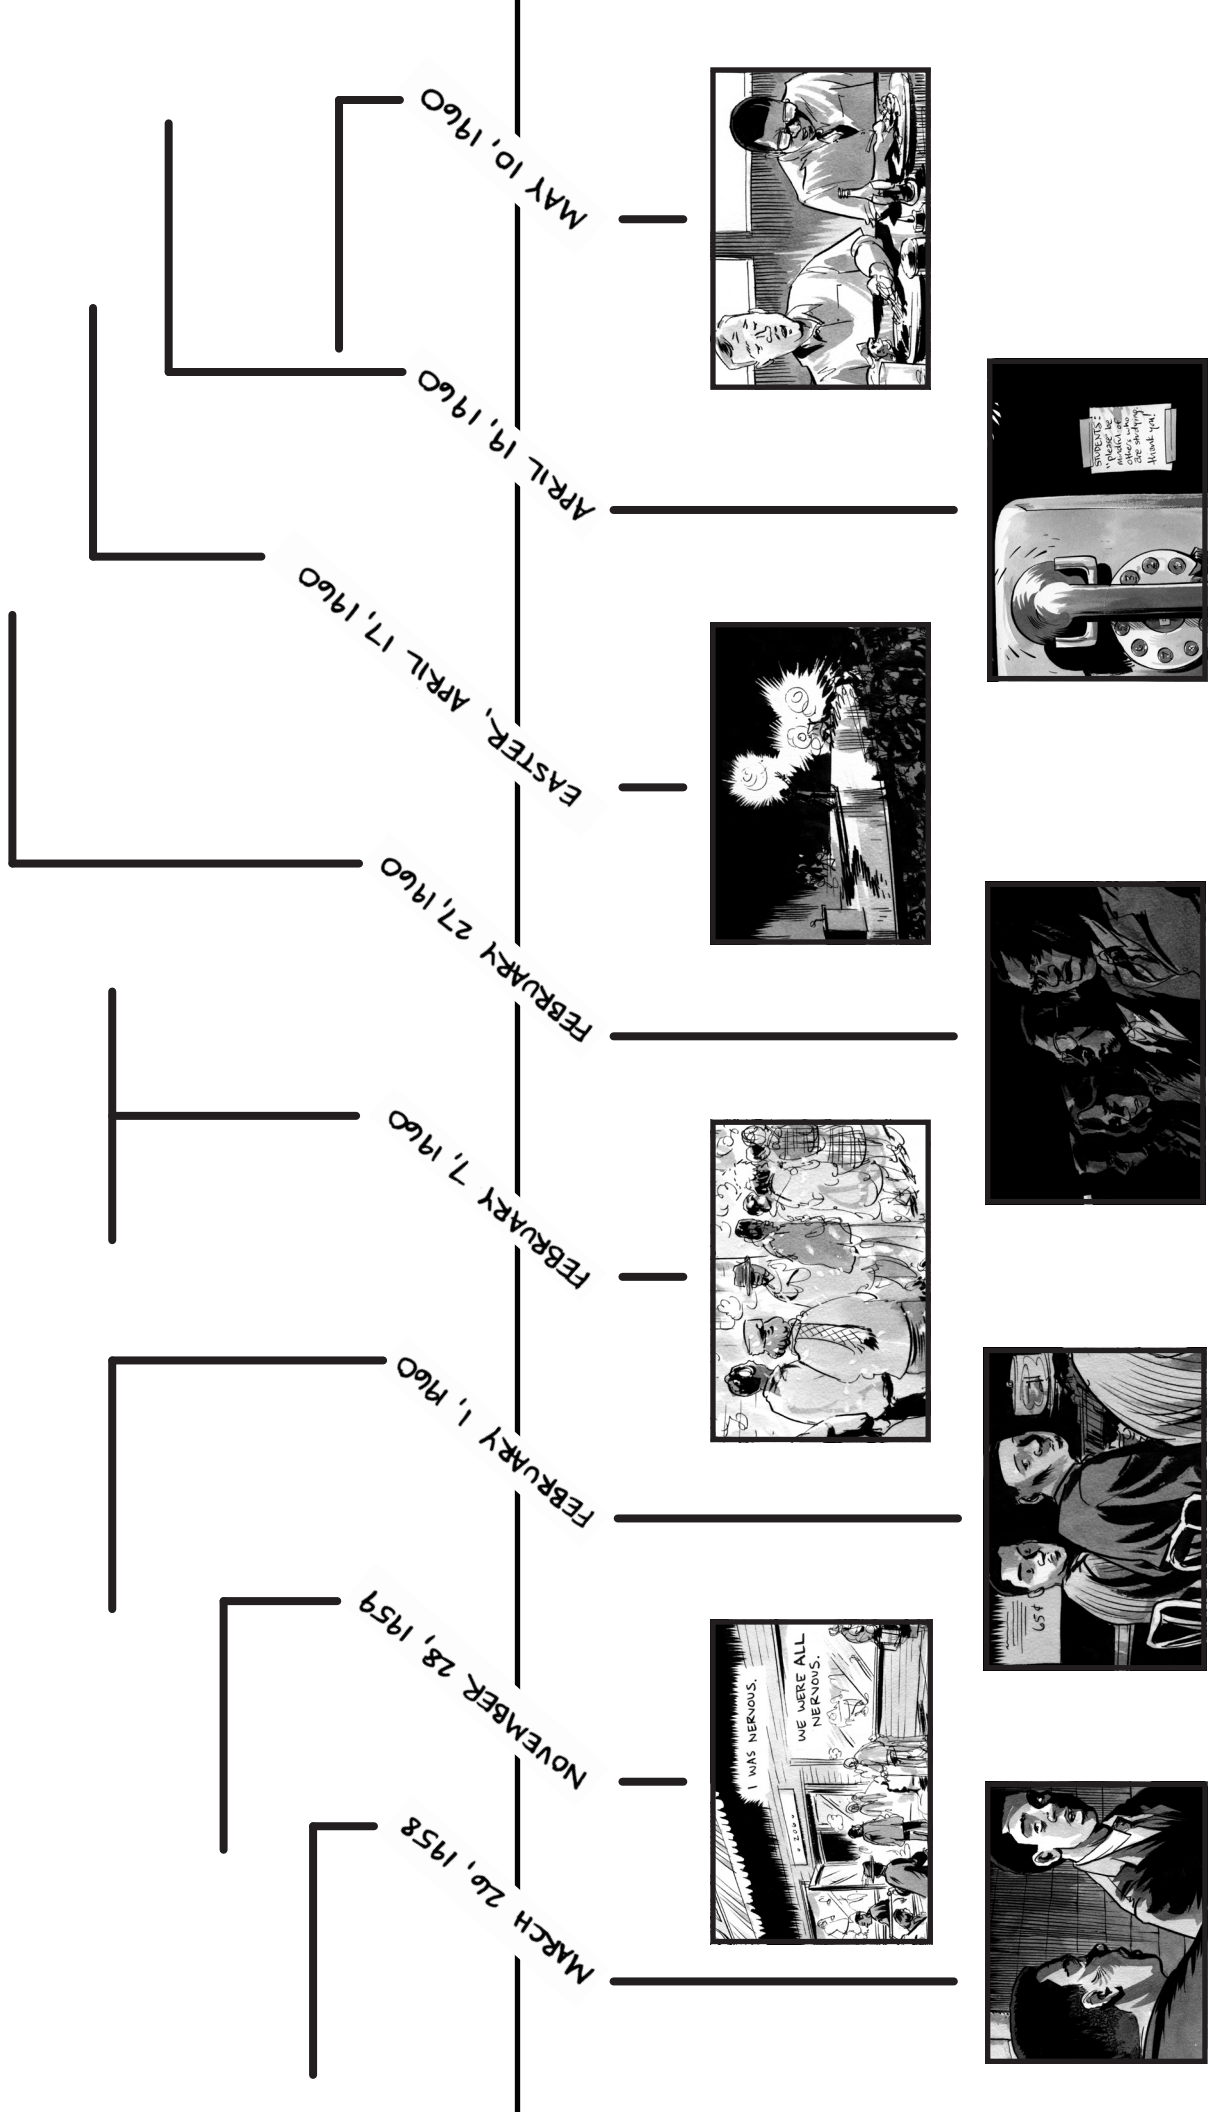 MARCH 26, 1958
NOVEMBER 28, 1959
FEBRUARY 1, 1960
FEBRUARY 7, 1960
FEBRUARY 27, 1960
EASTER, APRIL 17, 1960
APRIL 19, 1960
MAY 10, 1960
I WAS NERVOUS.
WE WERE ALL
NERVOUS.
65¢
STUDENTS:
"please" be
mindful of
others who
are studying.
thank you!